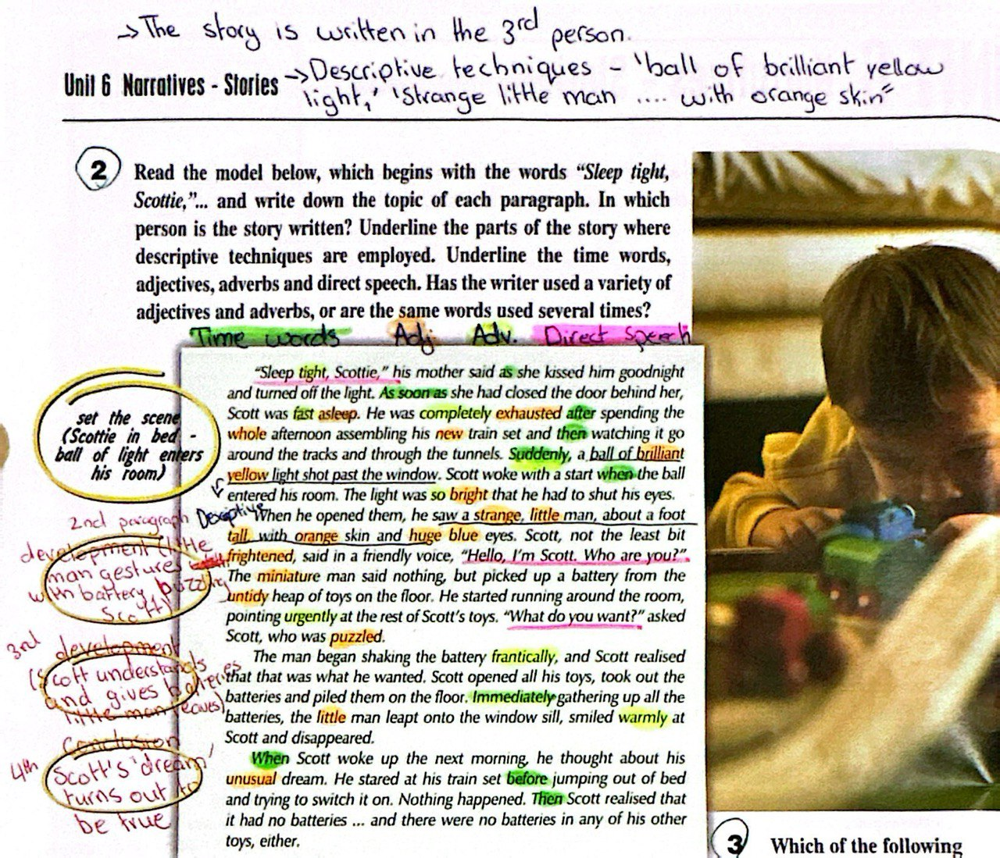 →The story is written in the 3rd person.
Unit 6 Narratives - Stories →Descriptive techniques - 'ball of brilliant yellow
light,' 'Strange little man .... with orange skin"
2 Read the model below, which begins with the words "Sleep tight,
Scottie,"... and write down the topic of each paragraph. In which
person is the story written? Underline the parts of the story where
descriptive techniques are employed. Underline the time words,
adjectives, adverbs and direct speech. Has the writer used a variety of
adjectives and adverbs, or are the same words used several times?
Time words Adj Adv. Direct speech
set the scene
(Scottie in bed -
ball of light enters
his room)
2nd paragraph
development (little
man gestures
with battery, puzzling
Scott)
3rd development
(Scott understands
and gives batteries
little man leaves)
Conclusion
4th Scott's 'dream'
turns out to
be true
"Sleep tight, Scottie," his mother said as she kissed him goodnight
and turned off the light. As soon as she had closed the door behind her,
Scott was fast asleep. He was completely exhausted after spending the
whole afternoon assembling his new train set and then watching it go
around the tracks and through the tunnels. Suddenly, a ball of brilliant
yellow light shot past the window. Scott woke with a start when the ball
entered his room. The light was so bright that he had to shut his eyes.
When he opened them, he saw a strange, little man, about a foot
tall, with orange skin and huge blue eyes. Scott, not the least bit
frightened, said in a friendly voice, "Hello, I'm Scott. Who are you?"
The miniature man said nothing, but picked up a battery from the
untidy heap of toys on the floor. He started running around the room,
pointing urgently at the rest of Scott's toys. "What do you want?" asked
Scott, who was puzzled.
The man began shaking the battery frantically, and Scott realised
that that was what he wanted. Scott opened all his toys, took out the
batteries and piled them on the floor. Immediately gathering up all the
batteries, the little man leapt onto the window sill, smiled warmly at
Scott and disappeared.
When Scott woke up the next morning, he thought about his
unusual dream. He stared at his train set before jumping out of bed
and trying to switch it on. Nothing happened. Then Scott realised that
it had no batteries ... and there were no batteries in any of his other
toys, either.
3 Which of the following